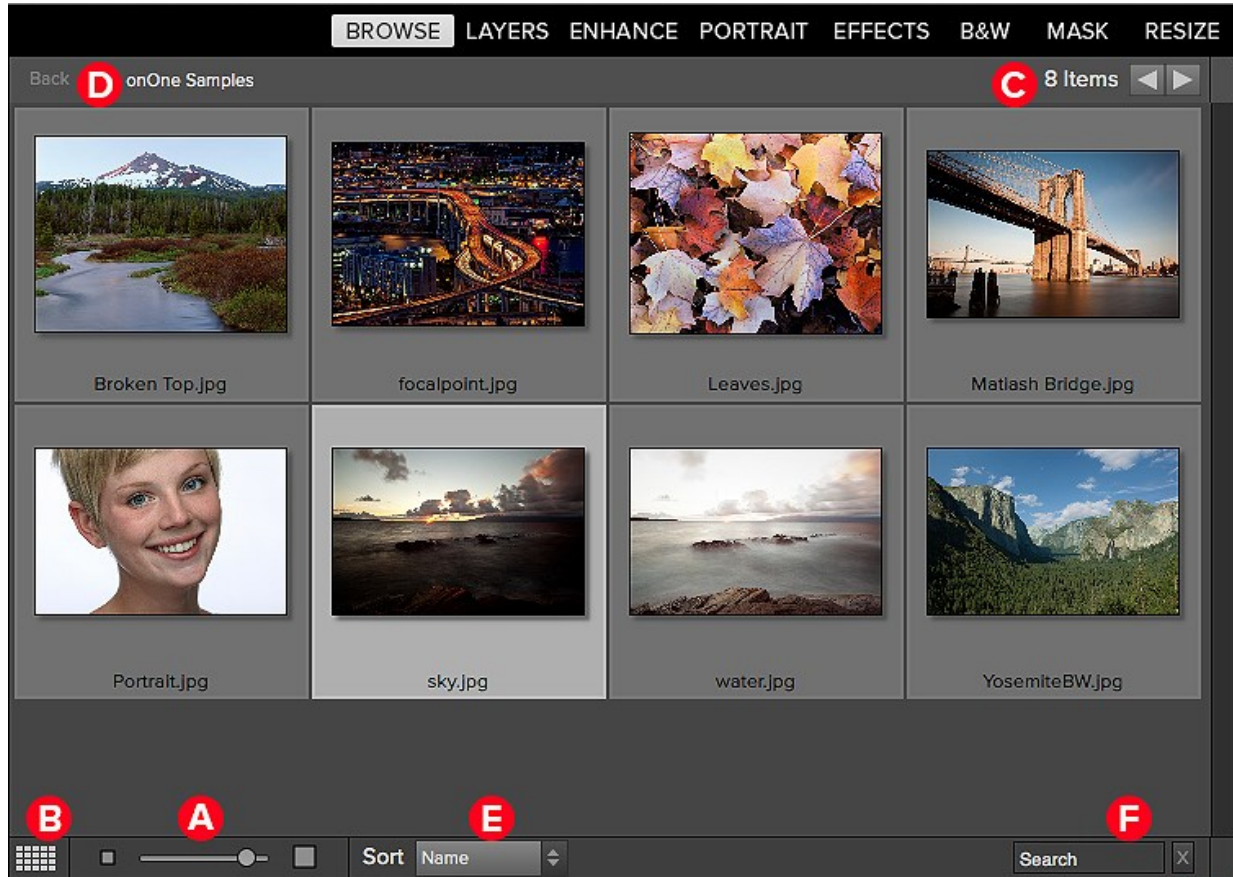 BROWSE LAYERS ENHANCE PORTRAIT EFFECTS B&W MASK RESIZE
Back D onOne Samples C 8 Items
Broken Top.jpg focalpoint.jpg Leaves.jpg Matlash Bridge.jpg
Portrait.jpg sky.jpg water.jpg YosemiteBW.jpg
B A E F
Sort Name Search X